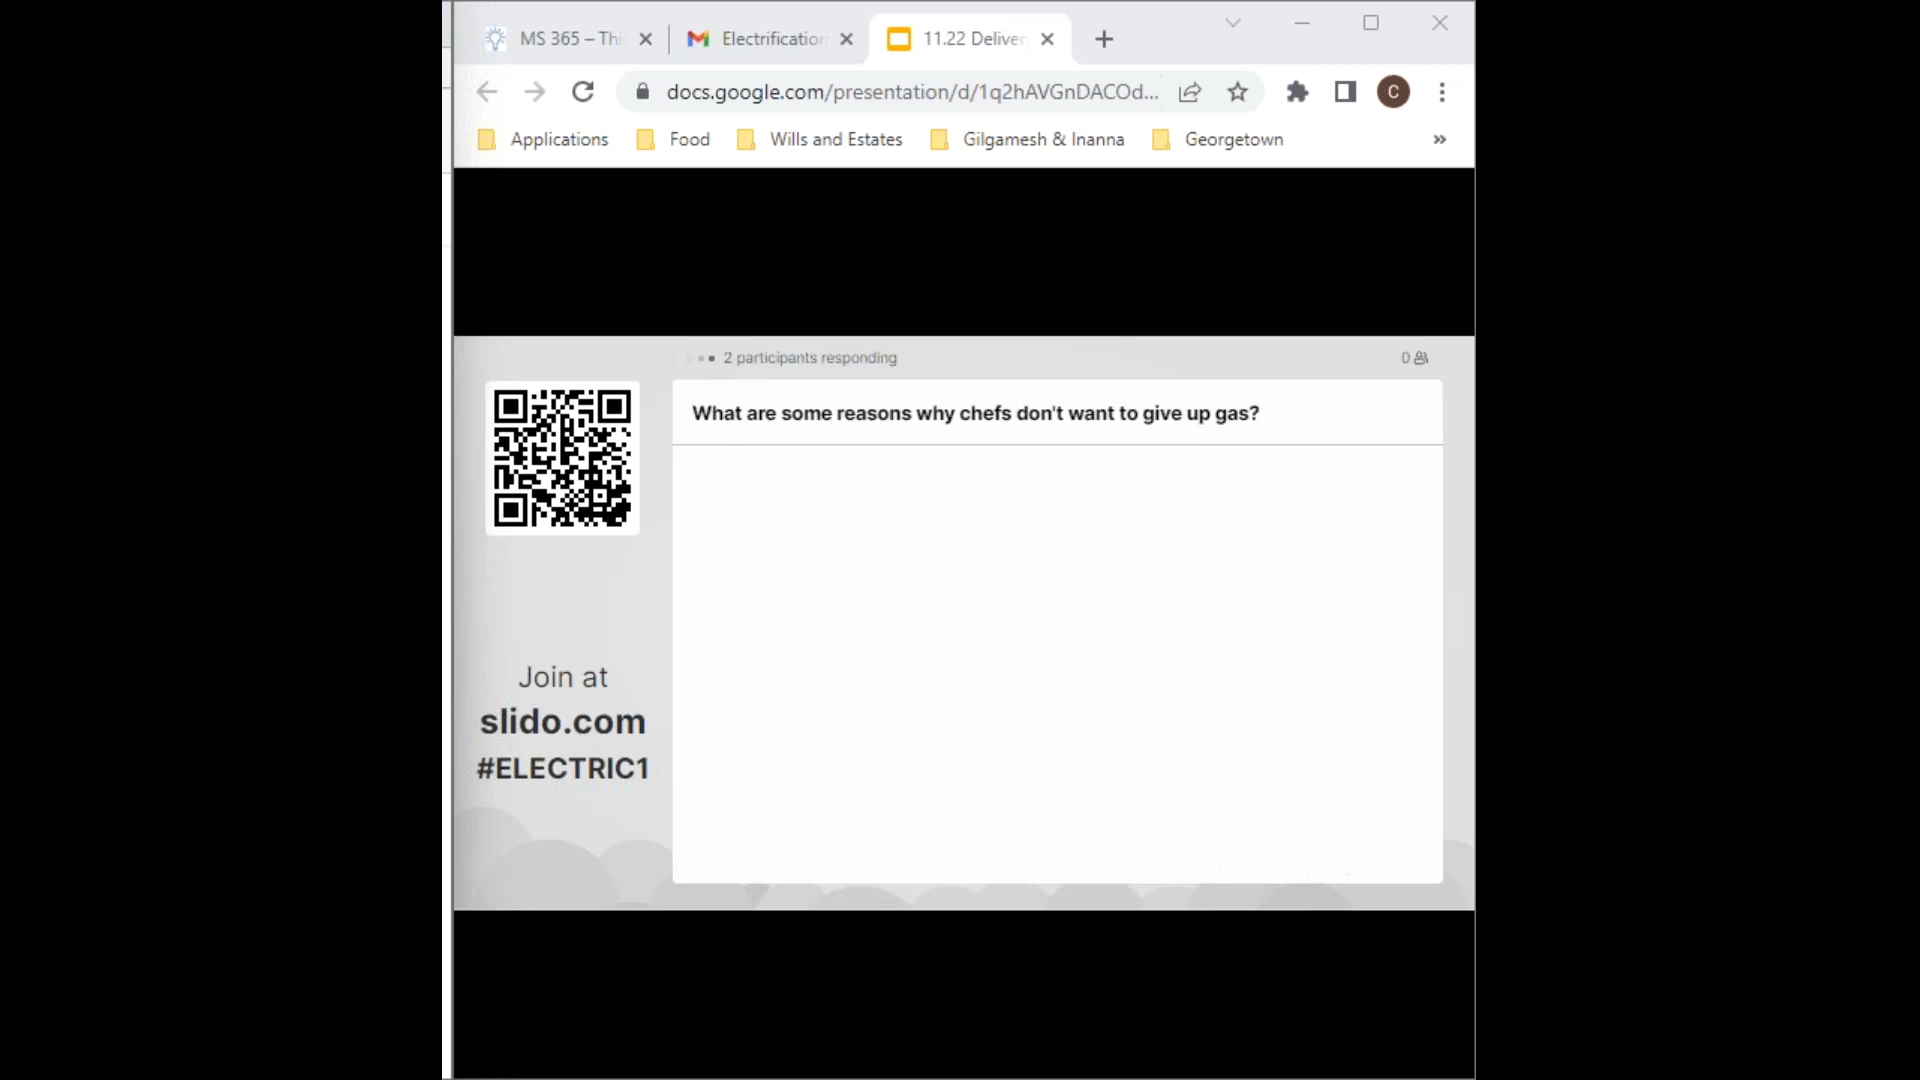 MS 365 – Thi
Electrification
11.22 Deliver
docs.google.com/presentation/d/1q2hAVGnDACOd...
C
Applications
Food
Wills and Estates
Gilgamesh & Inanna
Georgetown
»
2 participants responding
0
What are some reasons why chefs don't want to give up gas?
Join at
slido.com
#ELECTRIC1